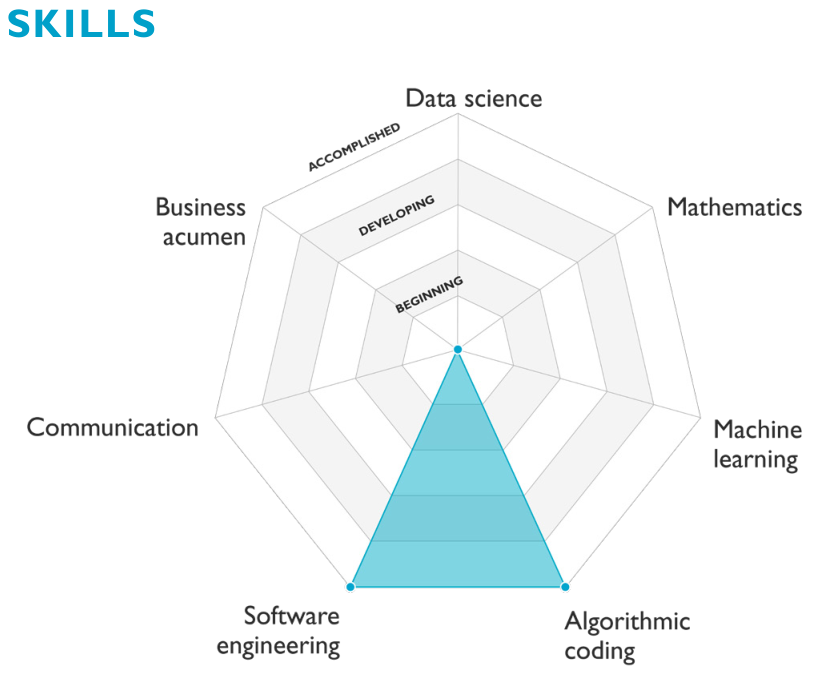 SKILLS
Data science
ACCOMPLISHED
DEVELOPING
BEGINNING
Business
acumen
Mathematics
Communication
Machine
learning
Software
engineering
Algorithmic
coding